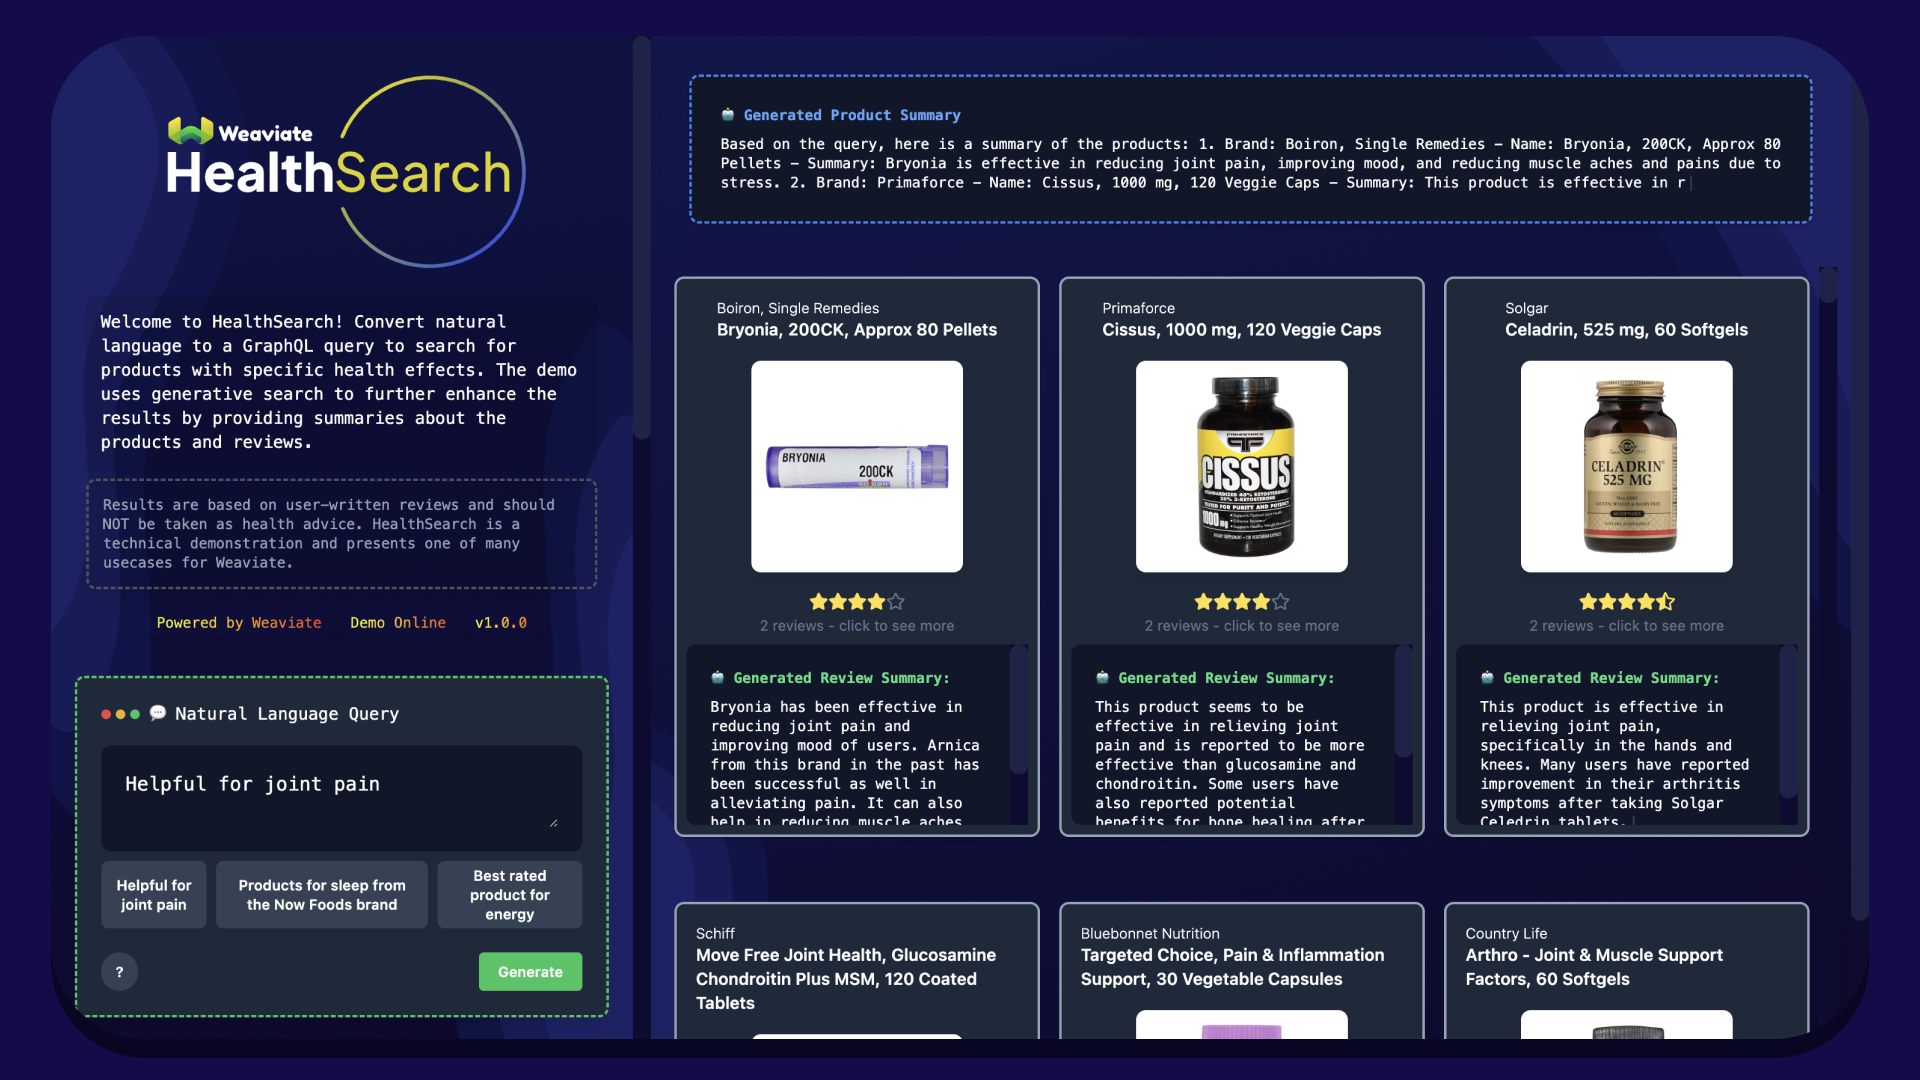 Weaviate
HealthSearch
Welcome to HealthSearch! Convert natural
language to a GraphQL query to search for
products with specific health effects. The demo
uses generative search to further enhance the
results by providing summaries about the
products and reviews.
Results are based on user-written reviews and should
NOT be taken as health advice. HealthSearch is a
technical demonstration and presents one of many
usecases for Weaviate.
Powered by Weaviate Demo Online v1.0.0
Natural Language Query
Helpful for joint pain
Helpful for
joint pain
Products for sleep from
the Now Foods brand
Best rated
product for
energy
?
Generate
Generated Product Summary
Based on the query, here is a summary of the products: 1. Brand: Boiron, Single Remedies – Name: Bryonia, 200CK, Approx 80
Pellets – Summary: Bryonia is effective in reducing joint pain, improving mood, and reducing muscle aches and pains due to
stress. 2. Brand: Primaforce – Name: Cissus, 1000 mg, 120 Veggie Caps – Summary: This product is effective in r
Boiron, Single Remedies
Bryonia, 200CK, Approx 80 Pellets
BRYONIA
200CK
2 reviews - click to see more
Generated Review Summary:
Bryonia has been effective in
reducing joint pain and
improving mood of users. Arnica
from this brand in the past has
been successful as well in
alleviating pain. It can also
help in reducing muscle aches
Primaforce
Cissus, 1000 mg, 120 Veggie Caps
PRIMAFORCE
CISSUS
STANDARDIZED 40% KETOSTERONES
TESTED FOR PURITY AND POTENCY
1000mg
2 reviews - click to see more
Generated Review Summary:
This product seems to be
effective in relieving joint
pain and is reported to be more
effective than glucosamine and
chondroitin. Some users have
also reported potential
benefits for bone healing after
Solgar
Celadrin, 525 mg, 60 Softgels
CELADRIN®
525 MG
2 reviews - click to see more
Generated Review Summary:
This product is effective in
relieving joint pain,
specifically in the hands and
knees. Many users have reported
improvement in their arthritis
symptoms after taking Solgar
Celedrin tablets.
Schiff
Move Free Joint Health, Glucosamine
Chondroitin Plus MSM, 120 Coated
Tablets
Bluebonnet Nutrition
Targeted Choice, Pain & Inflammation
Support, 30 Vegetable Capsules
Country Life
Arthro - Joint & Muscle Support
Factors, 60 Softgels